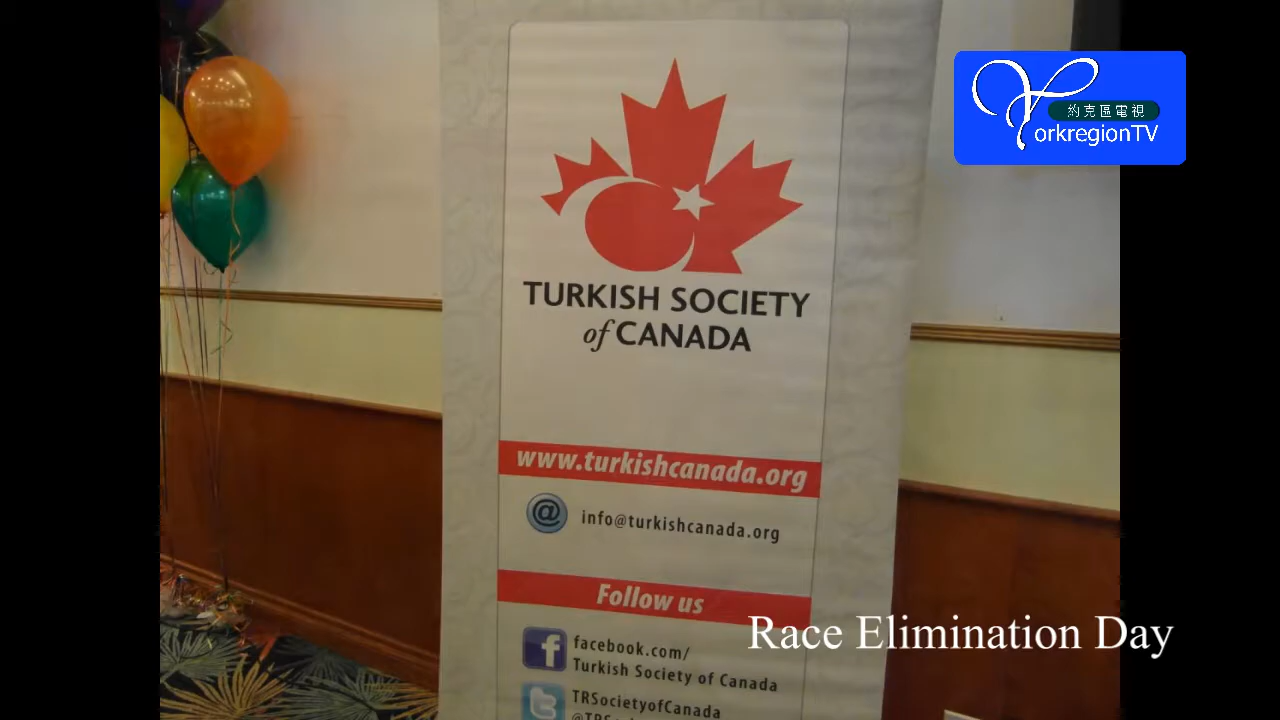 約克區電視
YorkregionTV
TURKISH SOCIETY
of CANADA
www.turkishcanada.org
info@turkishcanada.org
Follow us
facebook.com/
Turkish Society of Canada
TRSocietyofCanada
Race Elimination Day